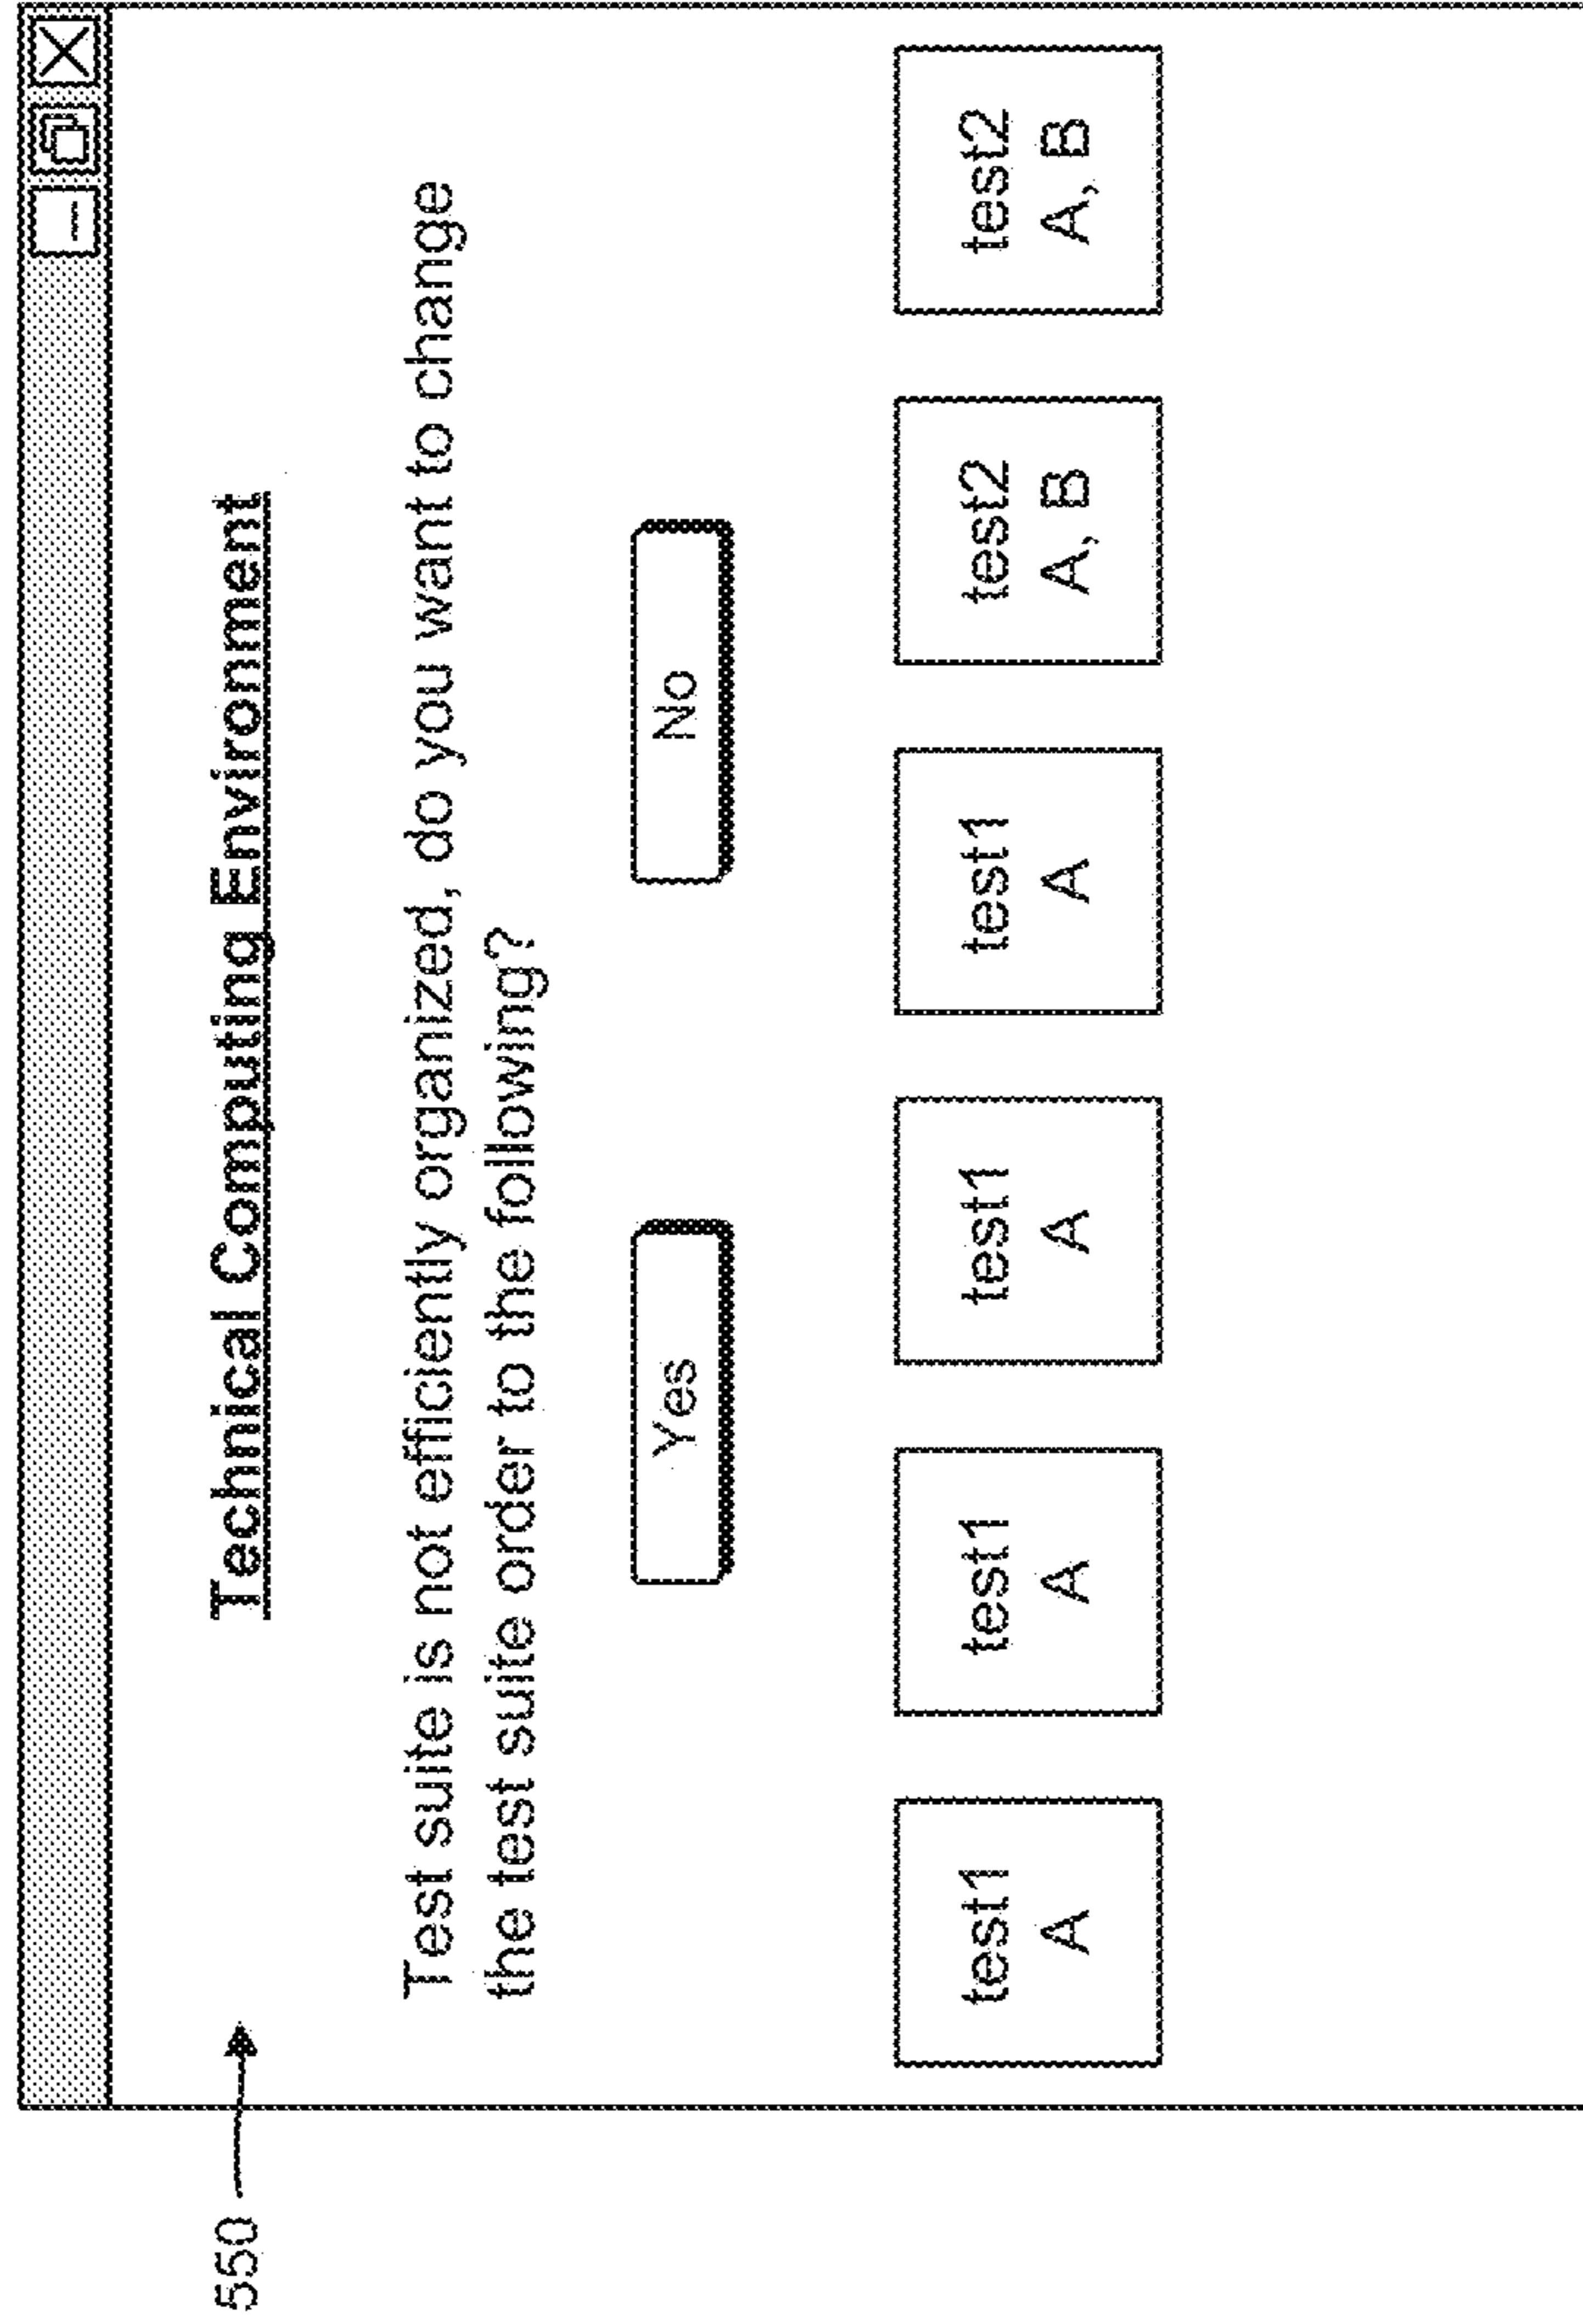 550
Technical Computing Environment
Test suite is not efficiently organized, do you want to change
the test suite order to the following?
Yes
No
test1
A
test1
A
test1
A
test1
A
test2
A, B
test2
A, B